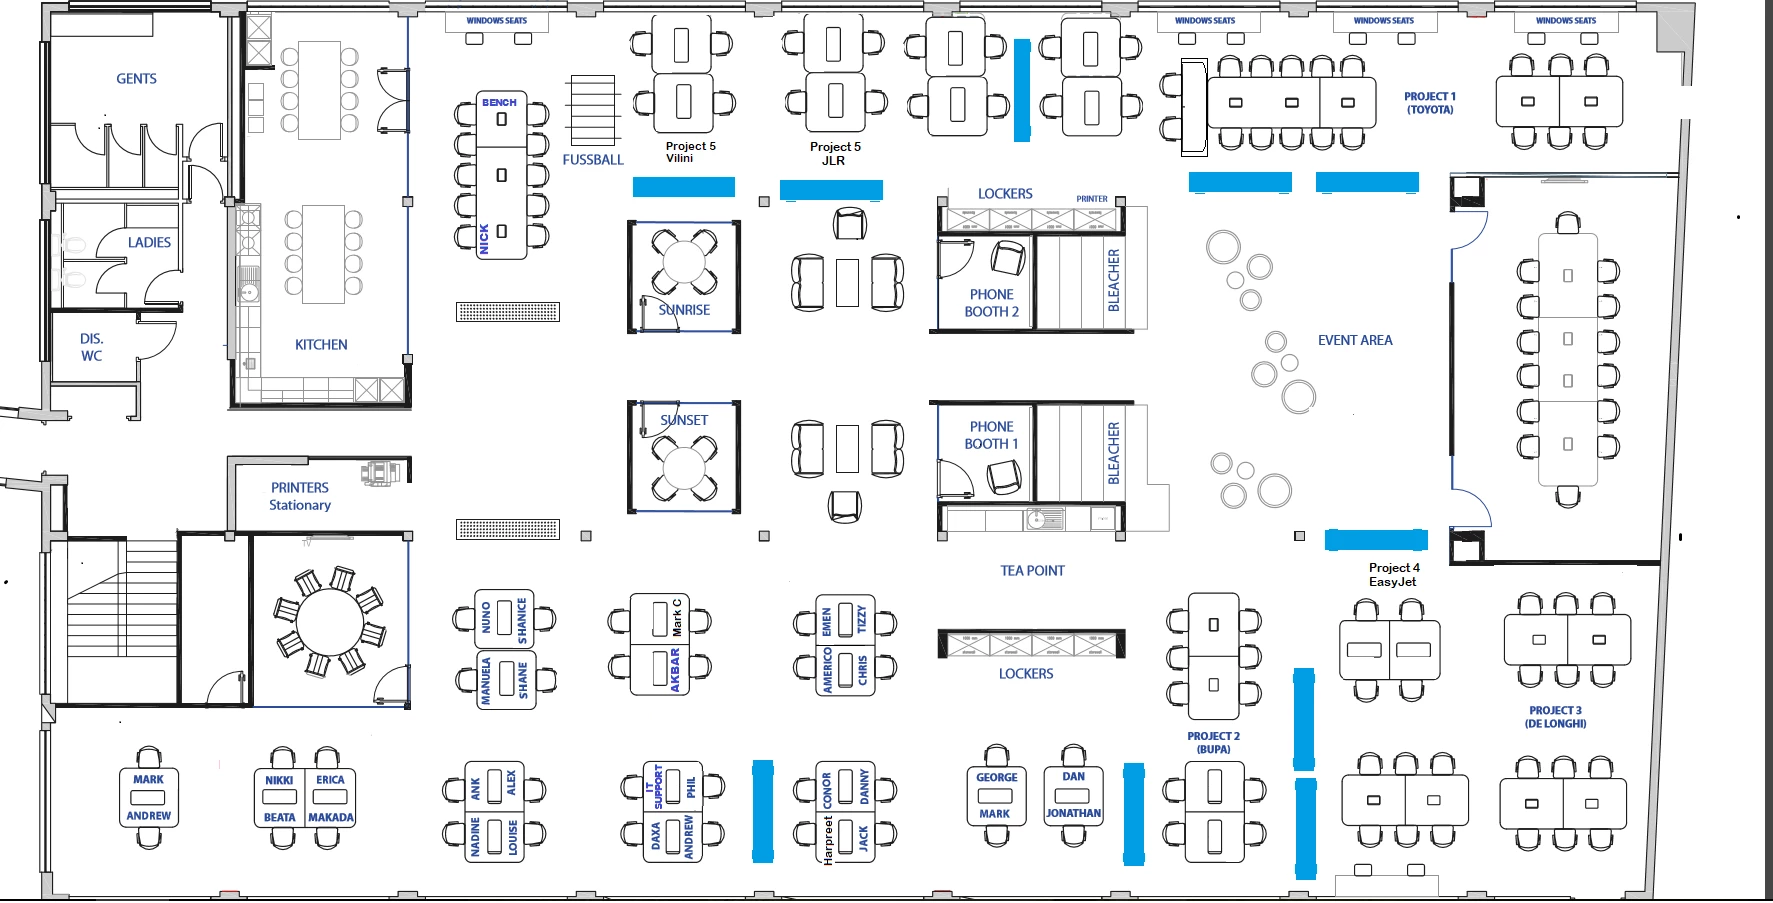 WINDOWS SEATS
WINDOWS SEATS
WINDOWS SEATS
WINDOWS SEATS
GENTS
BENCH
NICK
FUSSBALL
Project 5
Vilini
Project 5
JLR
PROJECT 1
(TOYOTA)
LOCKERS
PRINTER
LADIES
SUNRISE
PHONE
BOOTH 2
BLEACHER
DIS.
WC
KITCHEN
EVENT AREA
SUNSET
PHONE
BOOTH 1
BLEACHER
PRINTERS
Stationary
TV
TEA POINT
Project 4
EasyJet
NUNO
SHANICE
MANUELA
SHANE
Mark C
AKBAR
EMEN
TIZZY
AMERICO
CHRIS
LOCKERS
PROJECT 3
(DE LONGHI)
PROJECT 2
(BUPA)
MARK
ANDREW
NIKKI
ERICA
BEATA
MAKADA
ANK
ALEX
NADINE
LOUISE
IT
SUPPORT
PHIL
DAXA
ANDREW
CONOR
DANNY
Harpreet
JACK
GEORGE
MARK
DAN
JONATHAN